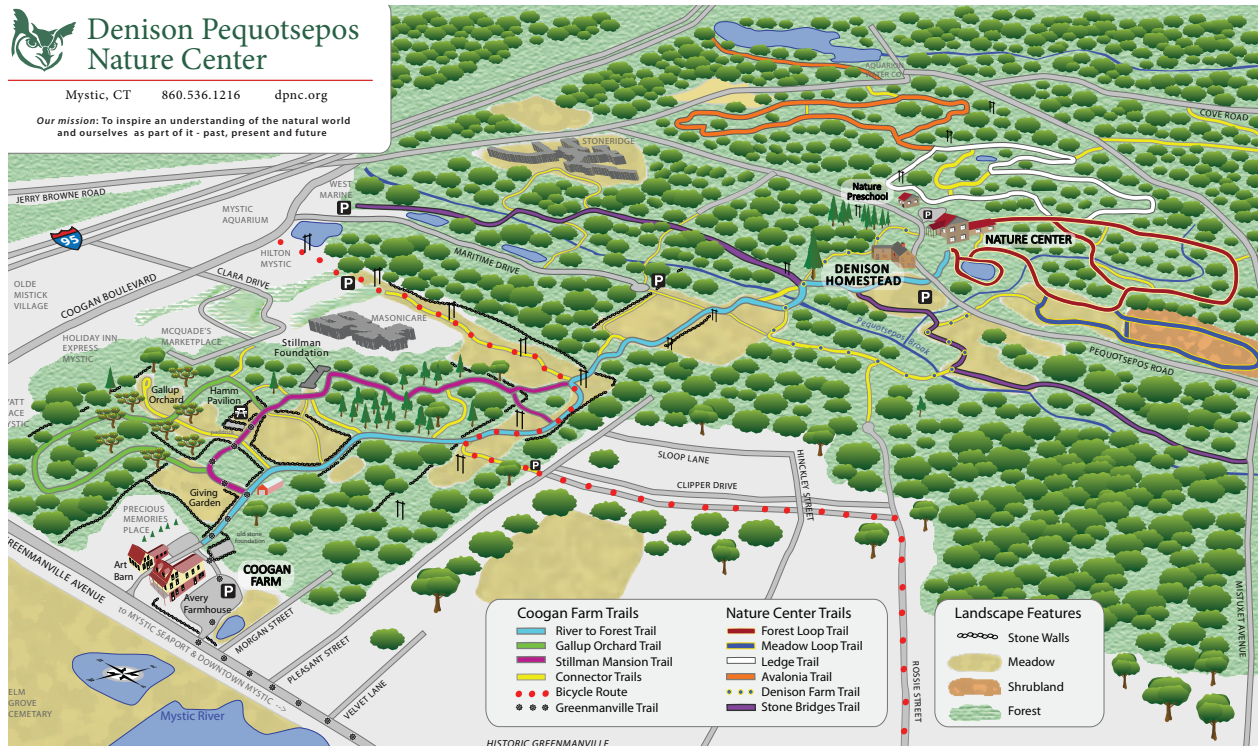 Denison Pequotsepos
Nature Center
Mystic, CT 860.536.1216 dpnc.org
Our mission: To inspire an understanding of the natural world
and ourselves as part of it - past, present and future
JERRY BROWNE ROAD
95
MYSTIC
AQUARIUM
WEST
MARINE
P
STONERIDGE
AQUARION
WATER CO.
COVE ROAD
Nature
Preschool
P
NATURE CENTER
DENISON
HOMESTEAD
P
HILTON
MYSTIC
P
MARITIME DRIVE
P
CLARA DRIVE
COOGAN BOULEVARD
OLDE
MISTICK
VILLAGE
MASONICARE
MCQUADE'S
MARKETPLACE
HOLIDAY INN
EXPRESS
MYSTIC
Stillman
Foundation
Pequotsepos Brook
PEQUOTSEPOS ROAD
Gallup
Orchard
Hamm
Pavilion
Giving
Garden
PRECIOUS
MEMORIES
PLACE
old stone
foundation
P
SLOOP LANE
CLIPPER DRIVE
HINCKLEY STREET
Art
Barn
COOGAN
FARM
Avery
Farmhouse
P
GREENMANVILLE AVENUE
to MYSTIC SEAPORT & DOWNTOWN MYSTIC -->
MORGAN STREET
PLEASANT STREET
VELVET LANE
ROSSIE STREET
MISTUXET AVENUE
ELM
GROVE
CEMETARY
Mystic River
HISTORIC GREENMANVILLE
Coogan Farm Trails
River to Forest Trail
Gallup Orchard Trail
Stillman Mansion Trail
Connector Trails
Bicycle Route
Greenmanville Trail
Nature Center Trails
Forest Loop Trail
Meadow Loop Trail
Ledge Trail
Avalonia Trail
Denison Farm Trail
Stone Bridges Trail
Landscape Features
Stone Walls
Meadow
Shrubland
Forest